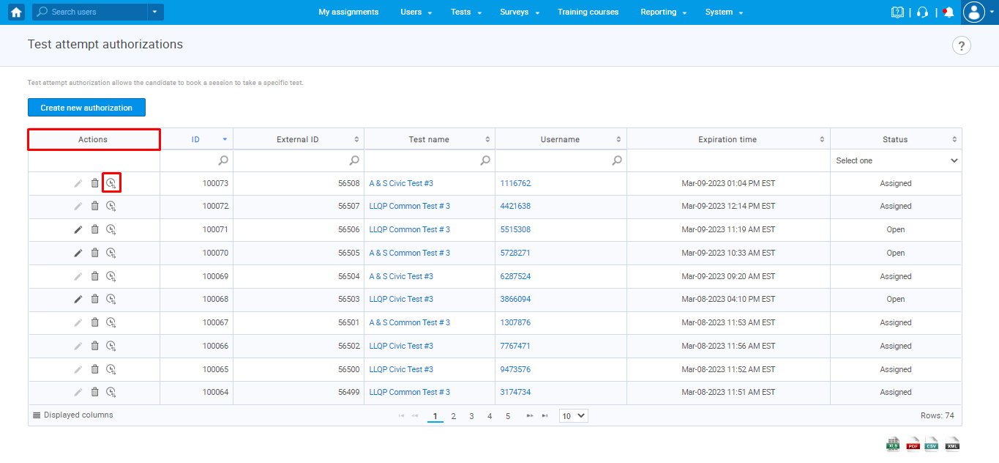 Search users My assignments Users Tests Surveys Training courses Reporting System
Test attempt authorizations ?
Test attempt authorization allows the candidate to book a session to take a specific test.
Create new authorization
Actions ID External ID Test name Username Expiration time Status
Select one
100073 56508 A & S Civic Test #3 1116762 Mar-09-2023 01:04 PM EST Assigned
100072 56507 LLQP Common Test # 3 4421638 Mar-09-2023 12:14 PM EST Assigned
100071 56506 LLQP Common Test # 3 5515308 Mar-09-2023 11:19 AM EST Open
100070 56505 A & S Common Test # 3 5728271 Mar-09-2023 10:33 AM EST Open
100069 56504 A & S Civic Test #3 6287524 Mar-09-2023 09:20 AM EST Assigned
100068 56503 LLQP Civic Test #3 3866094 Mar-08-2023 04:10 PM EST Open
100067 56501 A & S Common Test # 3 1307876 Mar-08-2023 11:53 AM EST Assigned
100066 56502 LLQP Civic Test #3 7767471 Mar-08-2023 11:56 AM EST Assigned
100065 56500 LLQP Civic Test #3 9473576 Mar-08-2023 11:52 AM EST Assigned
100064 56499 LLQP Common Test # 3 3174734 Mar-08-2023 11:51 AM EST Assigned
Displayed columns 1 2 3 4 5 10 Rows: 74
XLS PDF CSV XML